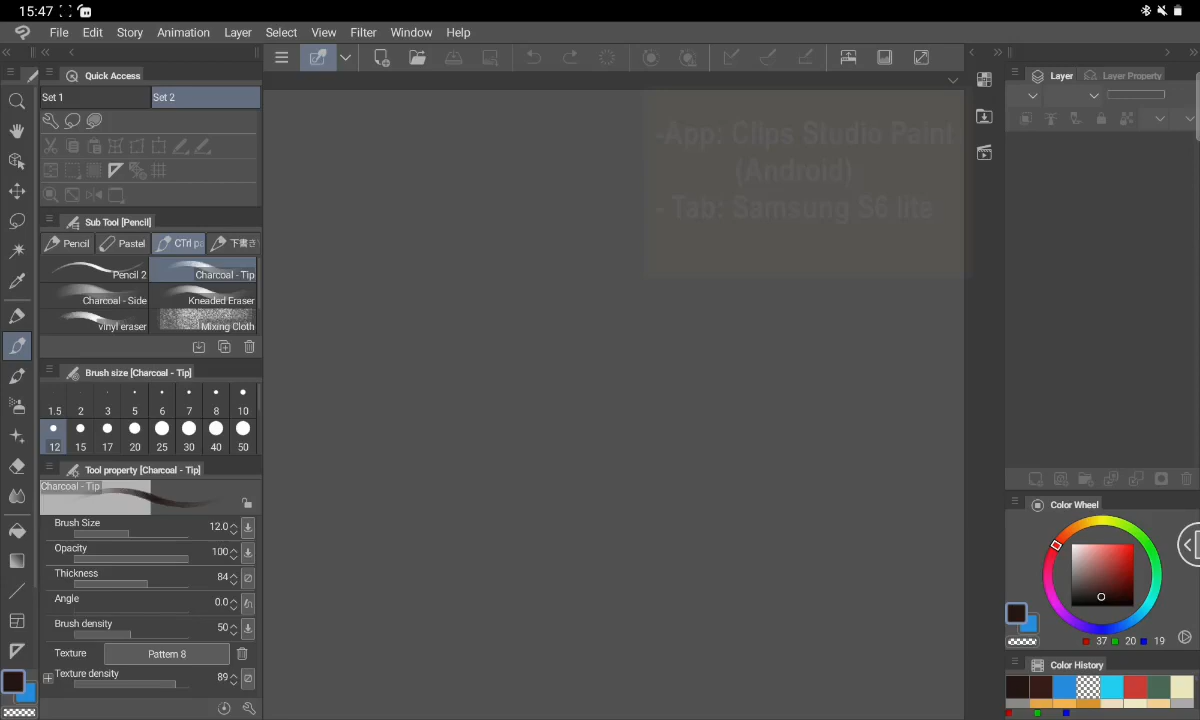 15:47
File Edit Story Animation Layer Select View Filter Window Help
Quick Access
Layer
Layer Property
Set 1
Set 2
-App: Clips Studio Paint
(Android)
- Tab: Samsung S6 lite
Sub Tool [Pencil]
Pencil
Pastel
CTrl pe
下書き
Pencil 2
Charcoal - Tip
Charcoal - Side
Kneaded Eraser
vinyl eraser
Mixing Cloth
Brush size [Charcoal - Tip]
1.5 2 3 5 6 7 8 10
12 15 17 20 25 30 40 50
Tool property [Charcoal - Tip]
Charcoal - Tip
Brush Size 12.0
Opacity 100
Thickness 84
Angle 0.0
Brush density 50
Texture Pattern 8
Texture density 89
Color Wheel
37 20 19
Color History